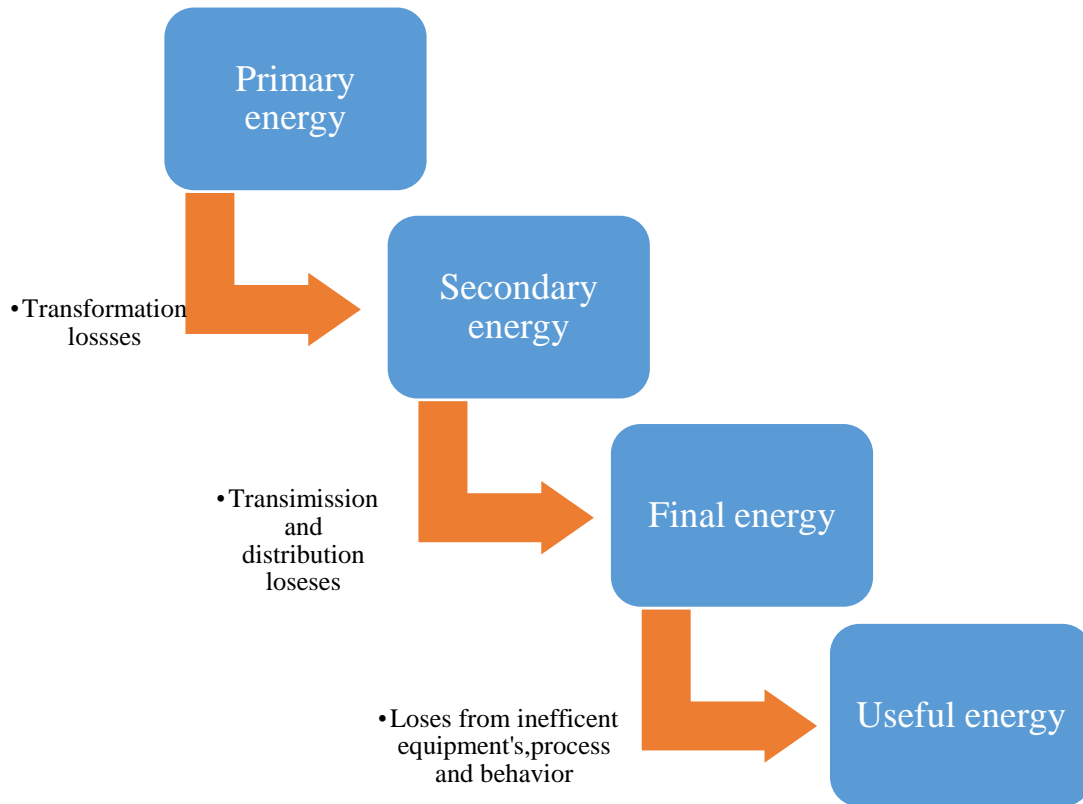 Primary
energy
•Transformation
lossses
Secondary
energy
•Transimission
and
distribution
loseses
Final energy
•Loses from inefficent
equipment's,process
and behavior
Useful energy